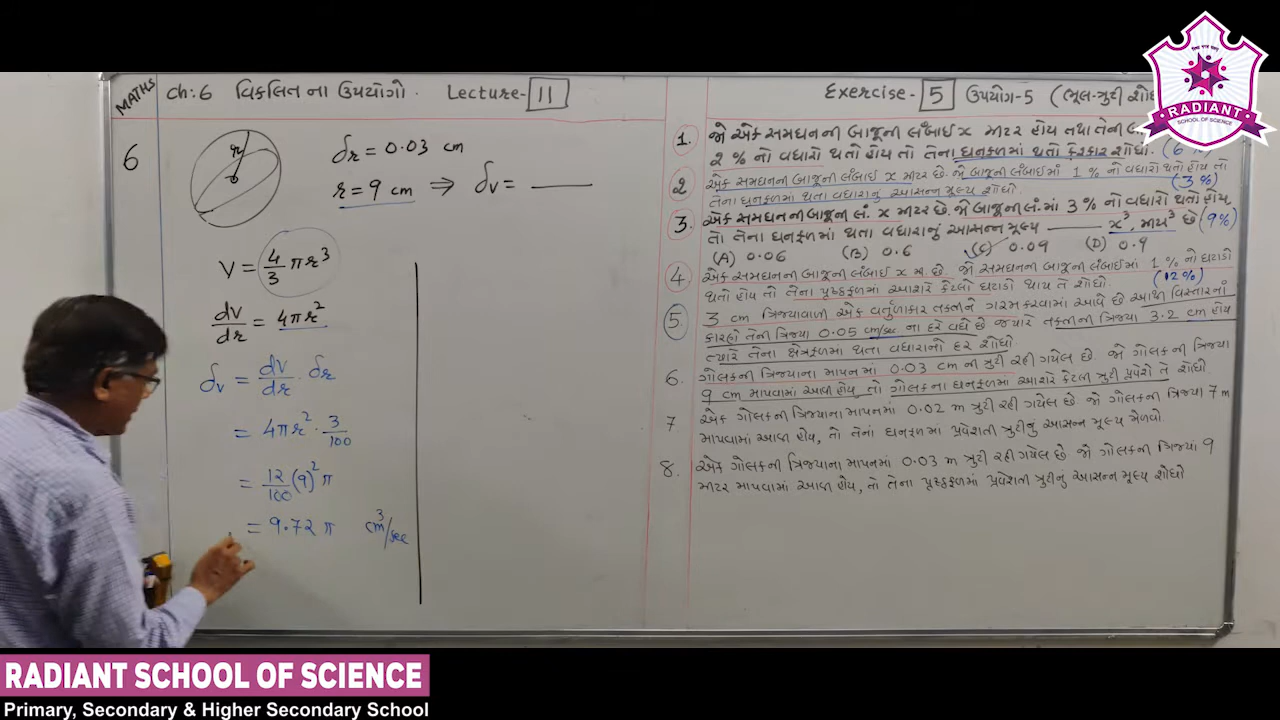 MATHS
Ch:6 વિકલિત ના ઉપયોગો. Lecture-11
6
r
δr = 0.03 cm
r = 9 cm ⇒ δv = ____
V = 4/3 πr³
dv/dr = 4πr²
δv = dv/dr · δr
= 4πr² · 3/100
= 12/100 (9)² π
= 9.72 π cm³/sec
Exercise-5 ઉપયોગ-5 (ભૂલ-ત્રુટી શોધ
1. જો એક સમઘનની બાજૂની લંબાઈ x મીટર હોય તથા તેની લ.
૨ % નો વધારો થતો હોય તો તેના ઘનફળમાં થતો ફેરફાર શોધો. (6 %)
2 એક સમઘનની બાજૂની લંબાઈ x મીટર છે. જો બાજૂની લંબાઈમાં 1 % નો વધારો થતો હોય તો
તેના ઘનફળમાં થતા વધારાનું આસન્ન મૂલ્ય શોધો. (3 %)
3. એક સમઘનની બાજૂની લં. x મીટર છે. જો બાજૂની લં. માં 3 % નો વધારો થતો હોય
તો તેના ઘનફળમાં થતા વધારાનું આસન્ન મૂલ્ય ____ x³, મીટર³ છે (9%)
(A) 0.06 (B) 0.6 (C) 0.09 (D) 0.9
4. એક સમઘનની બાજૂની લંબાઈ x મી. છે. જો સમઘનની બાજૂની લંબાઈમાં 1 % નો ઘટાડો
થતો હોય તો તેના પૃષ્ઠફળમાં આશરે કેટલો ઘટાડો થાય તે શોધો. (12 %)
5. 3 cm ત્રિજ્યાવાળી એક વર્તુળાકાર તક્તીને ગરમ કરવામાં આવે છે આથી વિસ્તારનાં
કારણે તેની ત્રિજ્યા 0.05 cm/sec ના દરે વધે છે જ્યારે તક્તીની ત્રિજ્યા 3.2 cm હોય
ત્યારે તેના ક્ષેત્રફળમાં થતા વધારાનો દર શોધો.
6. ગોલકની ત્રિજ્યાના માપનમાં 0.03 cm ની ત્રુટી રહી ગયેલ છે. જો ગોલકની ત્રિજ્યા
9 cm માપવામાં આવી હોય, તો ગોલકના ઘનફળમાં આશરે કેટલી ત્રુટી પ્રવેશે તે શોધો.
7 એક ગોલકની ત્રિજ્યાના માપનમાં 0.02 m ત્રુટી રહી ગયેલ છે. જો ગોલકની ત્રિજ્યા 7 m
માપવામાં આવી હોય, તો તેનાં ઘનફળમાં પ્રવેશતી ત્રુટીનું આસન્ન મૂલ્ય મેળવો.
8. એક ગોલકની ત્રિજ્યાના માપનમાં 0.03 m ત્રુટી રહી ગયેલ છે. જો ગોલકની ત્રિજ્યાં 9
મીટર માપવામાં આવી હોય, તો તેના પૃષ્ઠફળમાં પ્રવેશતી ત્રુટીનું આસન્ન મૂલ્ય શોધો
RADIANT
SCHOOL OF SCIENCE
RADIANT SCHOOL OF SCIENCE
Primary, Secondary & Higher Secondary School